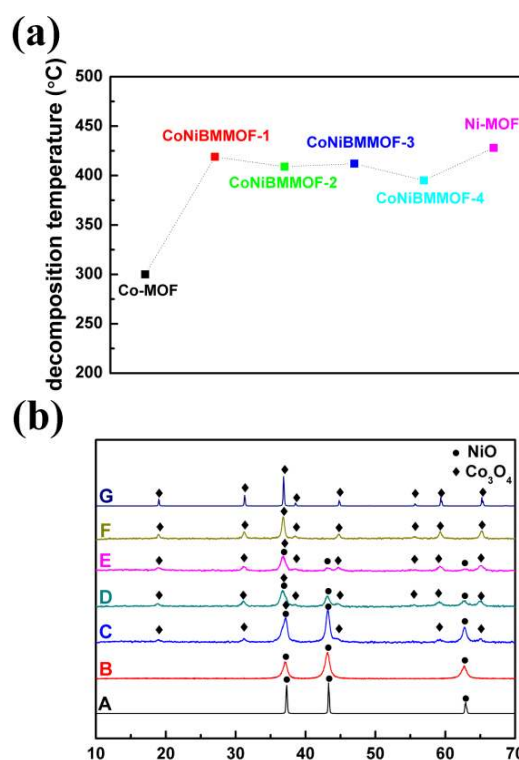 (a)
decomposition temperature (°C)
500
450
400
350
300
250
200
CoNiBMMOF-1
CoNiBMMOF-3
Ni-MOF
CoNiBMMOF-2
CoNiBMMOF-4
Co-MOF
(b)
NiO
Co3O4
G
F
E
D
C
B
A
10 20 30 40 50 60 70